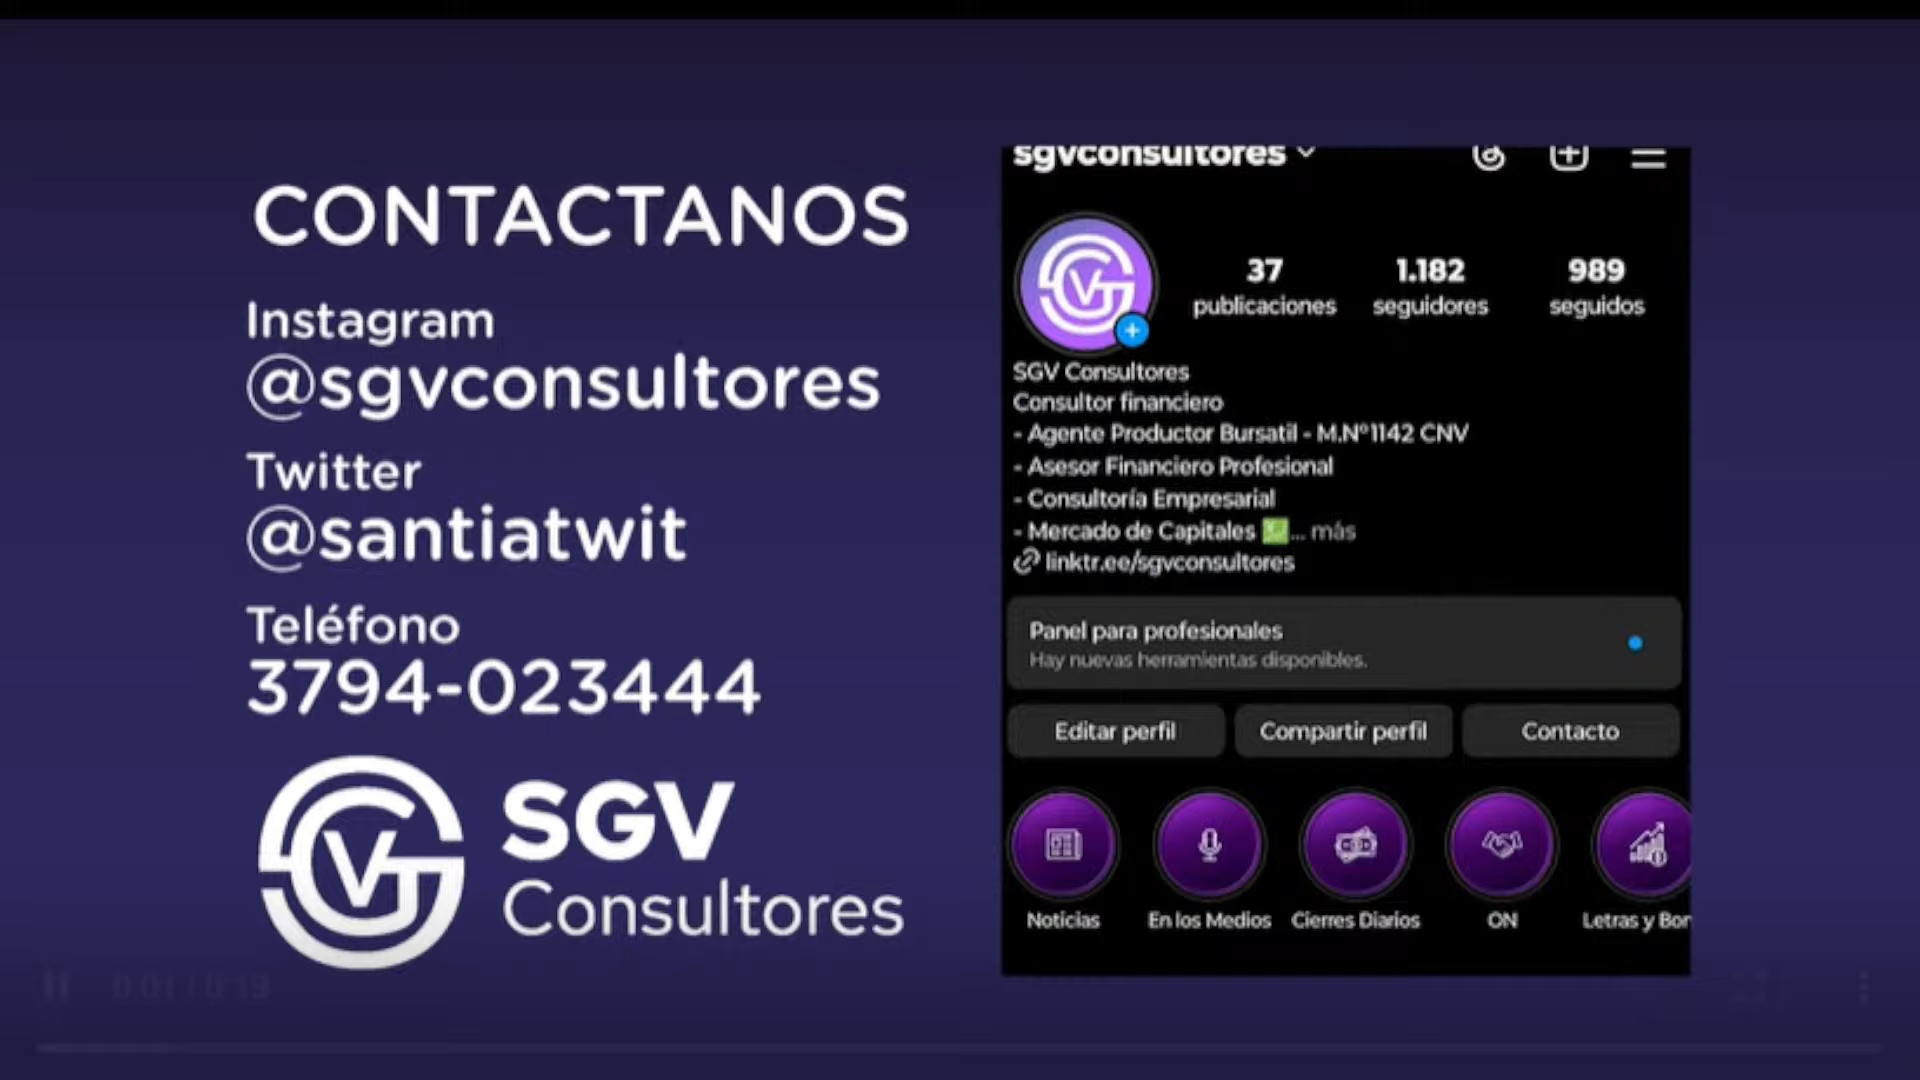 CONTACTANOS
Instagram
@sgvconsultores
Twitter
@santiatwit
Teléfono
3794-023444
SGV
Consultores
sgvconsultores
37
publicaciones
1.182
seguidores
989
seguidos
SGV Consultores
Consultor financiero
- Agente Productor Bursatil - M.Nº1142 CNV
- Asesor Financiero Profesional
- Consultoría Empresarial
- Mercado de Capitales 💹... más
linktr.ee/sgvconsultores
Panel para profesionales
Hay nuevas herramientas disponibles.
Editar perfil
Compartir perfil
Contacto
Noticias
En los Medios
Cierres Diarios
ON
Letras y Bon